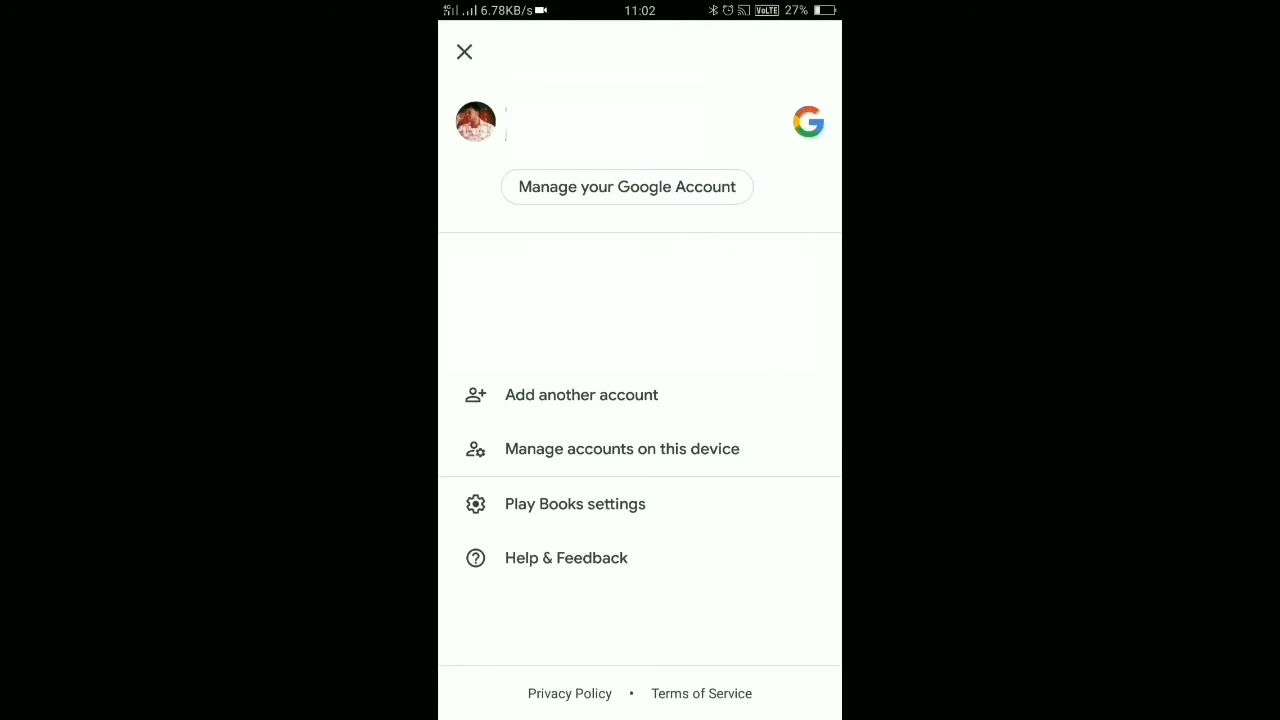 6.78KB/s 11:02 VoLTE 27%
Manage your Google Account
Add another account
Manage accounts on this device
Play Books settings
Help & Feedback
Privacy Policy • Terms of Service